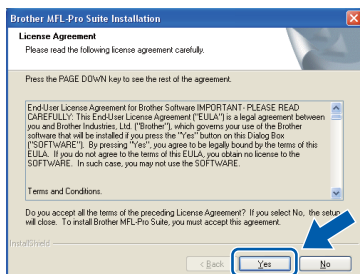 Brother MFL-Pro Suite Installation
License Agreement
Please read the following license agreement carefully.
Press the PAGE DOWN key to see the rest of the agreement.
End-User License Agreement for Brother Software IMPORTANT- PLEASE READ
CAREFULLY: This End-User License Agreement ("EULA") is a legal agreement between
you and Brother Industries, Ltd. ("Brother"), which governs your use of the Brother
software that will be installed if you press the "Yes" button on this Dialog Box
("SOFTWARE"). By pressing "Yes", you agree to be legally bound by the terms of this
EULA. If you do not agree to the terms of this EULA, you obtain no license to the
SOFTWARE. In such case, you may not use the SOFTWARE.
Terms and Conditions.
Do you accept all the terms of the preceding License Agreement? If you select No, the setup
will close. To install Brother MFL-Pro Suite, you must accept this agreement.
InstallShield
< Back Yes No